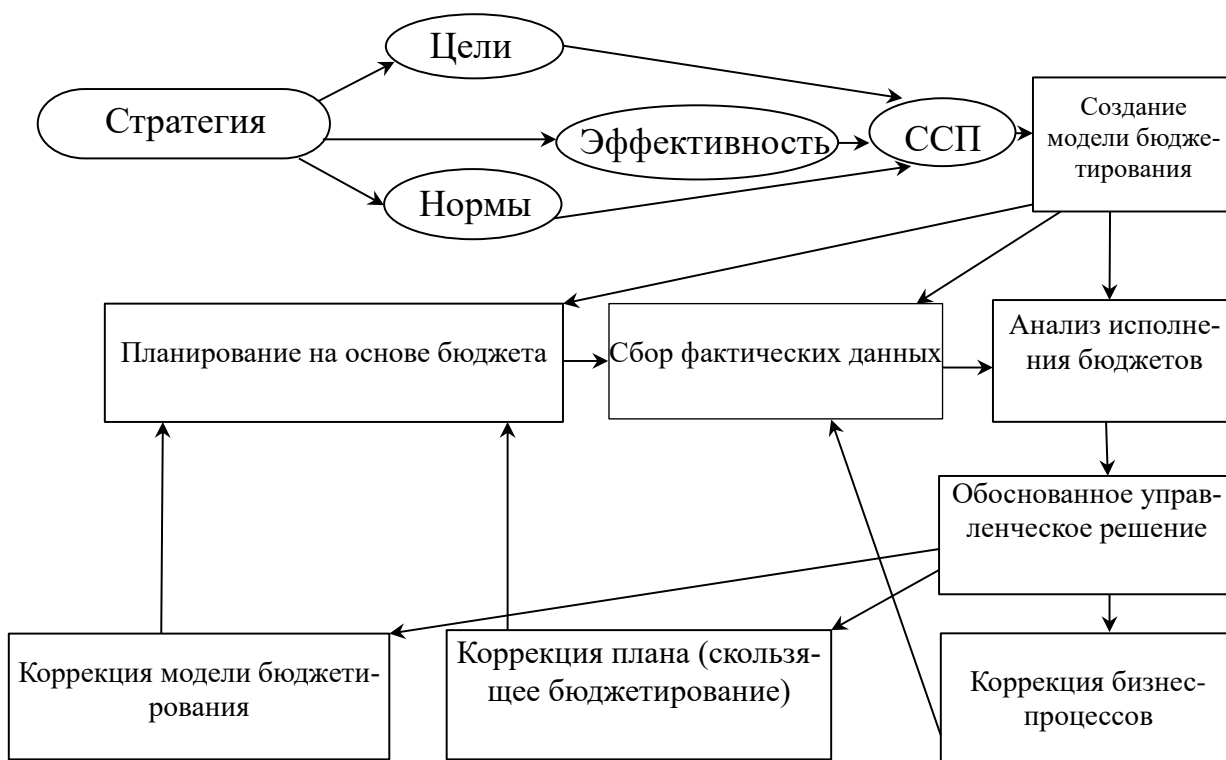 Цели
Стратегия
Эффективность
ССП
Нормы
Создание
модели бюдже-
тирования
Планирование на основе бюджета
Сбор фактических данных
Анализ исполне-
ния бюджетов
Обоснованное управ-
ленческое решение
Коррекция модели бюджети-
рования
Коррекция плана (скользя-
щее бюджетирование)
Коррекция бизнес-
процессов